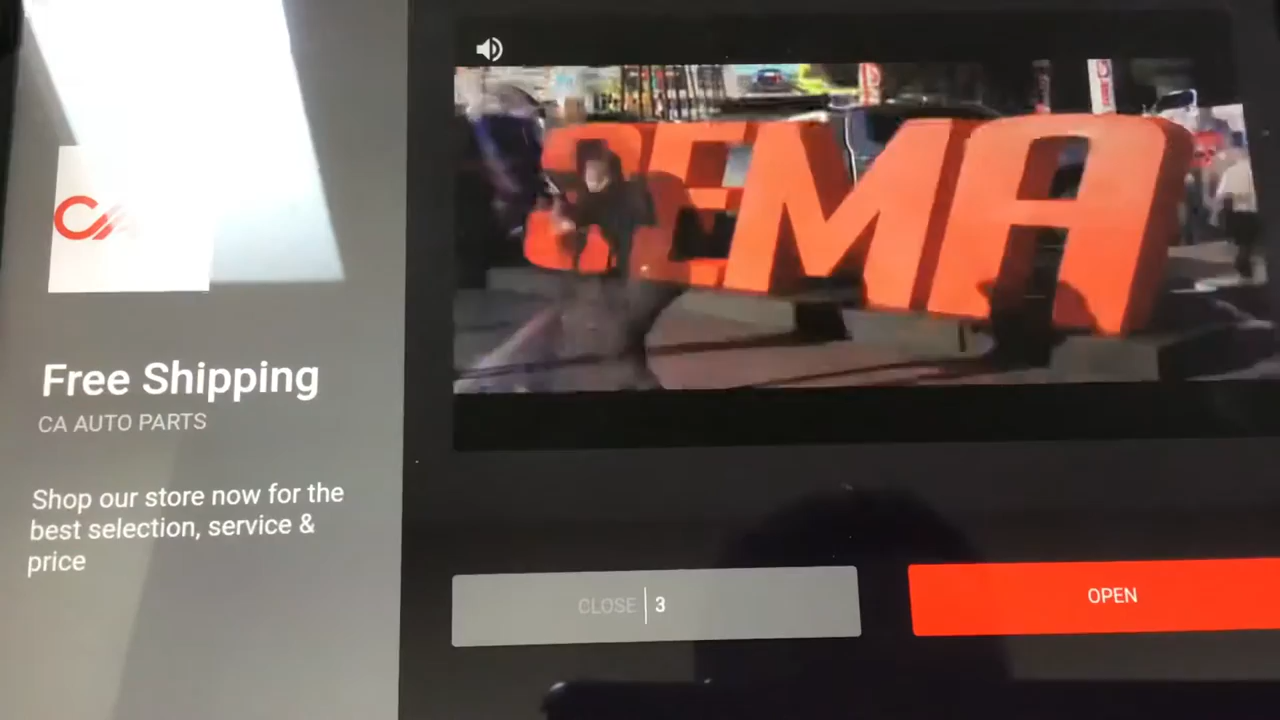 CA
Free Shipping
CA AUTO PARTS
Shop our store now for the
best selection, service &
price
SEMA
CLOSE | 3
OPEN